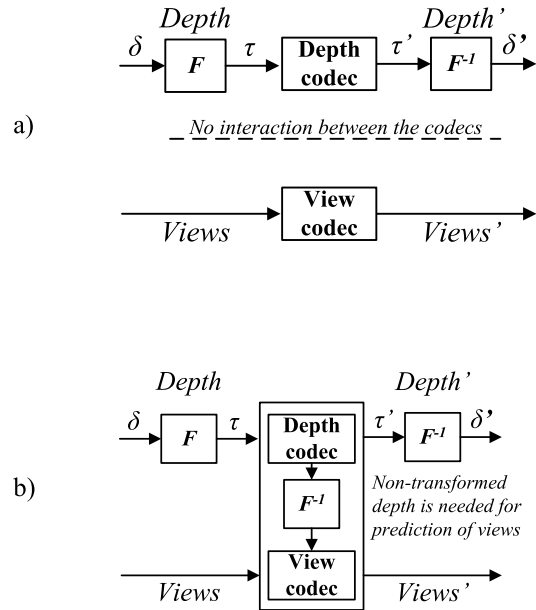 Depth
Depth’
δ
F
τ
Depth
codec
τ’
F⁻¹
δ’
a)
No interaction between the codecs
View
codec
Views
Views’
Depth
Depth’
δ
F
τ
Depth
codec
τ’
F⁻¹
δ’
b)
F⁻¹
Non-transformed
depth is needed for
prediction of views
View
codec
Views
Views’